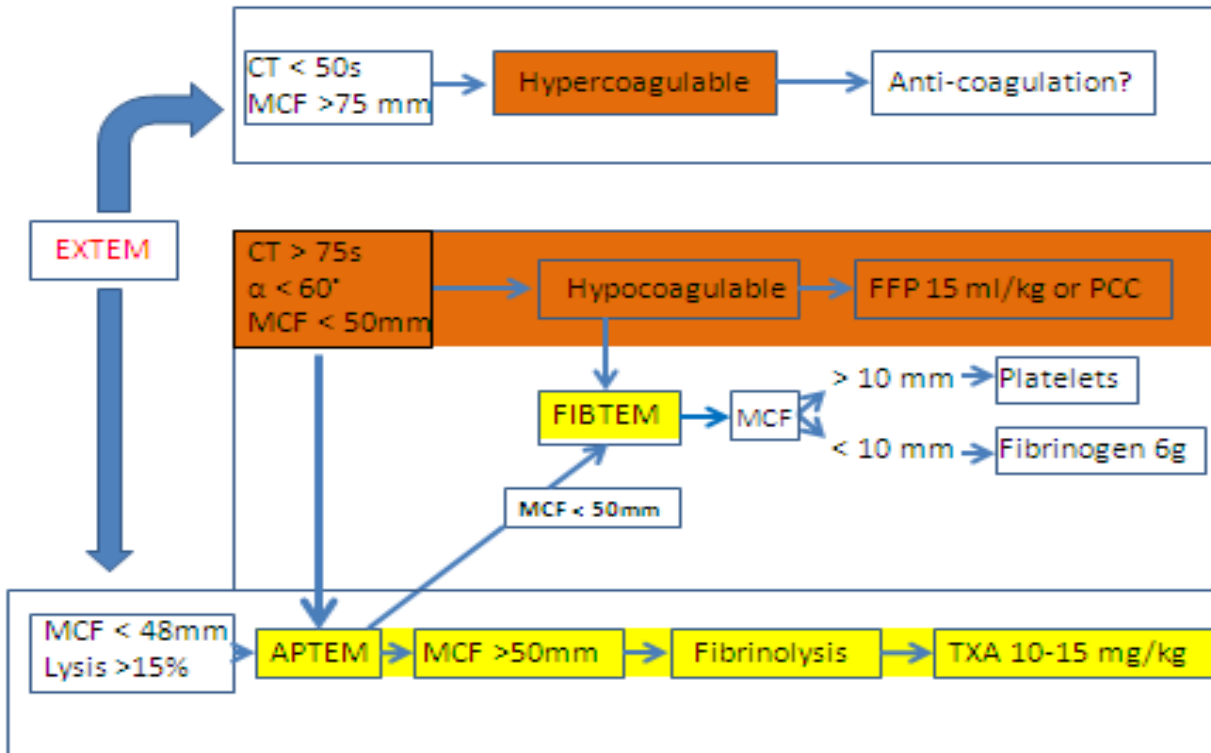 CT < 50s
MCF >75 mm
Hypercoagulable
Anti-coagulation?
EXTEM
CT > 75s
α < 60°
MCF < 50mm
Hypocoagulable
FFP 15 ml/kg or PCC
FIBTEM
MCF
> 10 mm
Platelets
< 10 mm
Fibrinogen 6g
MCF < 50mm
MCF < 48mm
Lysis >15%
APTEM
MCF >50mm
Fibrinolysis
TXA 10-15 mg/kg